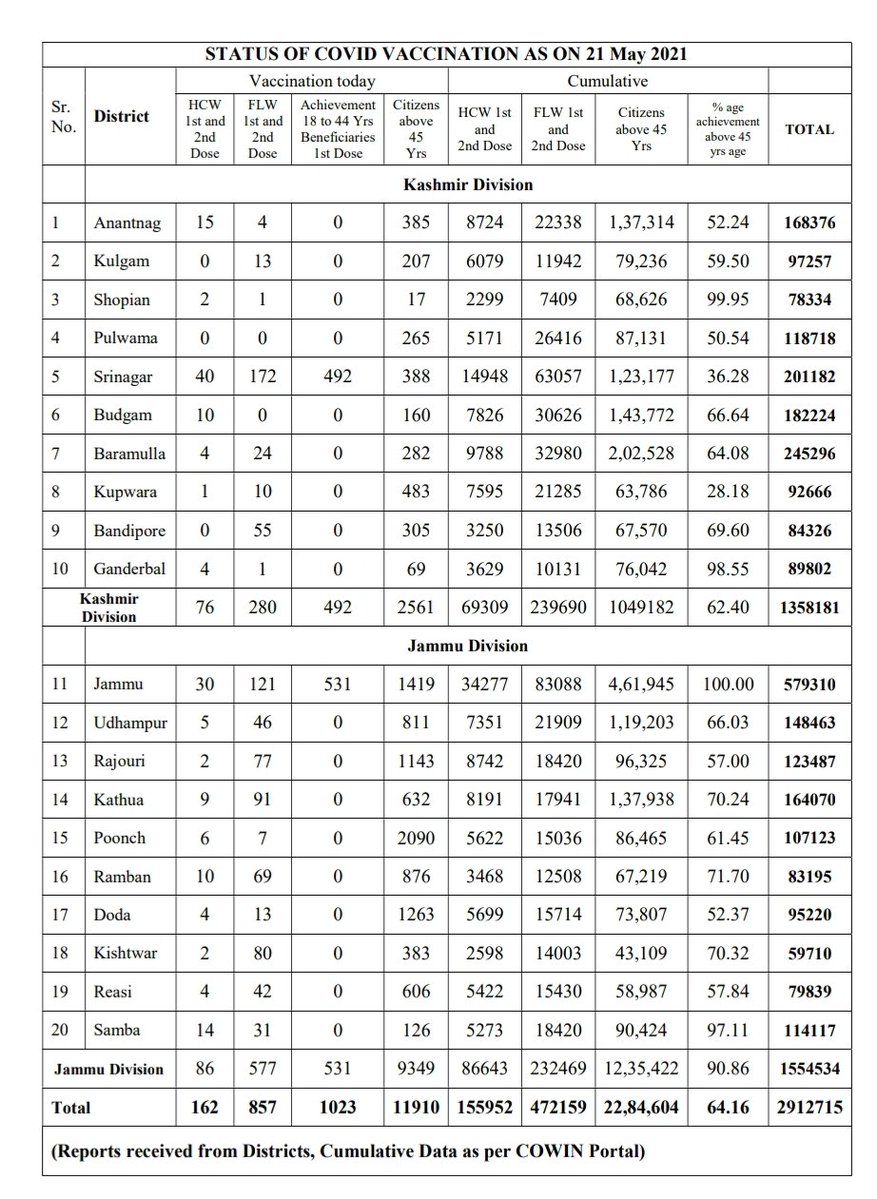 STATUS OF COVID VACCINATION AS ON 21 May 2021
Sr. No. District Vaccination today Cumulative
HCW 1st and 2nd Dose FLW 1st and 2nd Dose Achievement 18 to 44 Yrs Beneficiaries 1st Dose Citizens above 45 Yrs HCW 1st and 2nd Dose FLW 1st and 2nd Dose Citizens above 45 Yrs % age achievement above 45 yrs age TOTAL
Kashmir Division
1 Anantnag 15 4 0 385 8724 22338 1,37,314 52.24 168376
2 Kulgam 0 13 0 207 6079 11942 79,236 59.50 97257
3 Shopian 2 1 0 17 2299 7409 68,626 99.95 78334
4 Pulwama 0 0 0 265 5171 26416 87,131 50.54 118718
5 Srinagar 40 172 492 388 14948 63057 1,23,177 36.28 201182
6 Budgam 10 0 0 160 7826 30626 1,43,772 66.64 182224
7 Baramulla 4 24 0 282 9788 32980 2,02,528 64.08 245296
8 Kupwara 1 10 0 483 7595 21285 63,786 28.18 92666
9 Bandipore 0 55 0 305 3250 13506 67,570 69.60 84326
10 Ganderbal 4 1 0 69 3629 10131 76,042 98.55 89802
Kashmir Division 76 280 492 2561 69309 239690 1049182 62.40 1358181
Jammu Division
11 Jammu 30 121 531 1419 34277 83088 4,61,945 100.00 579310
12 Udhampur 5 46 0 811 7351 21909 1,19,203 66.03 148463
13 Rajouri 2 77 0 1143 8742 18420 96,325 57.00 123487
14 Kathua 9 91 0 632 8191 17941 1,37,938 70.24 164070
15 Poonch 6 7 0 2090 5622 15036 86,465 61.45 107123
16 Ramban 10 69 0 876 3468 12508 67,219 71.70 83195
17 Doda 4 13 0 1263 5699 15714 73,807 52.37 95220
18 Kishtwar 2 80 0 383 2598 14003 43,109 70.32 59710
19 Reasi 4 42 0 606 5422 15430 58,987 57.84 79839
20 Samba 14 31 0 126 5273 18420 90,424 97.11 114117
Jammu Division 86 577 531 9349 86643 232469 12,35,422 90.86 1554534
Total 162 857 1023 11910 155952 472159 22,84,604 64.16 2912715
(Reports received from Districts, Cumulative Data as per COWIN Portal)